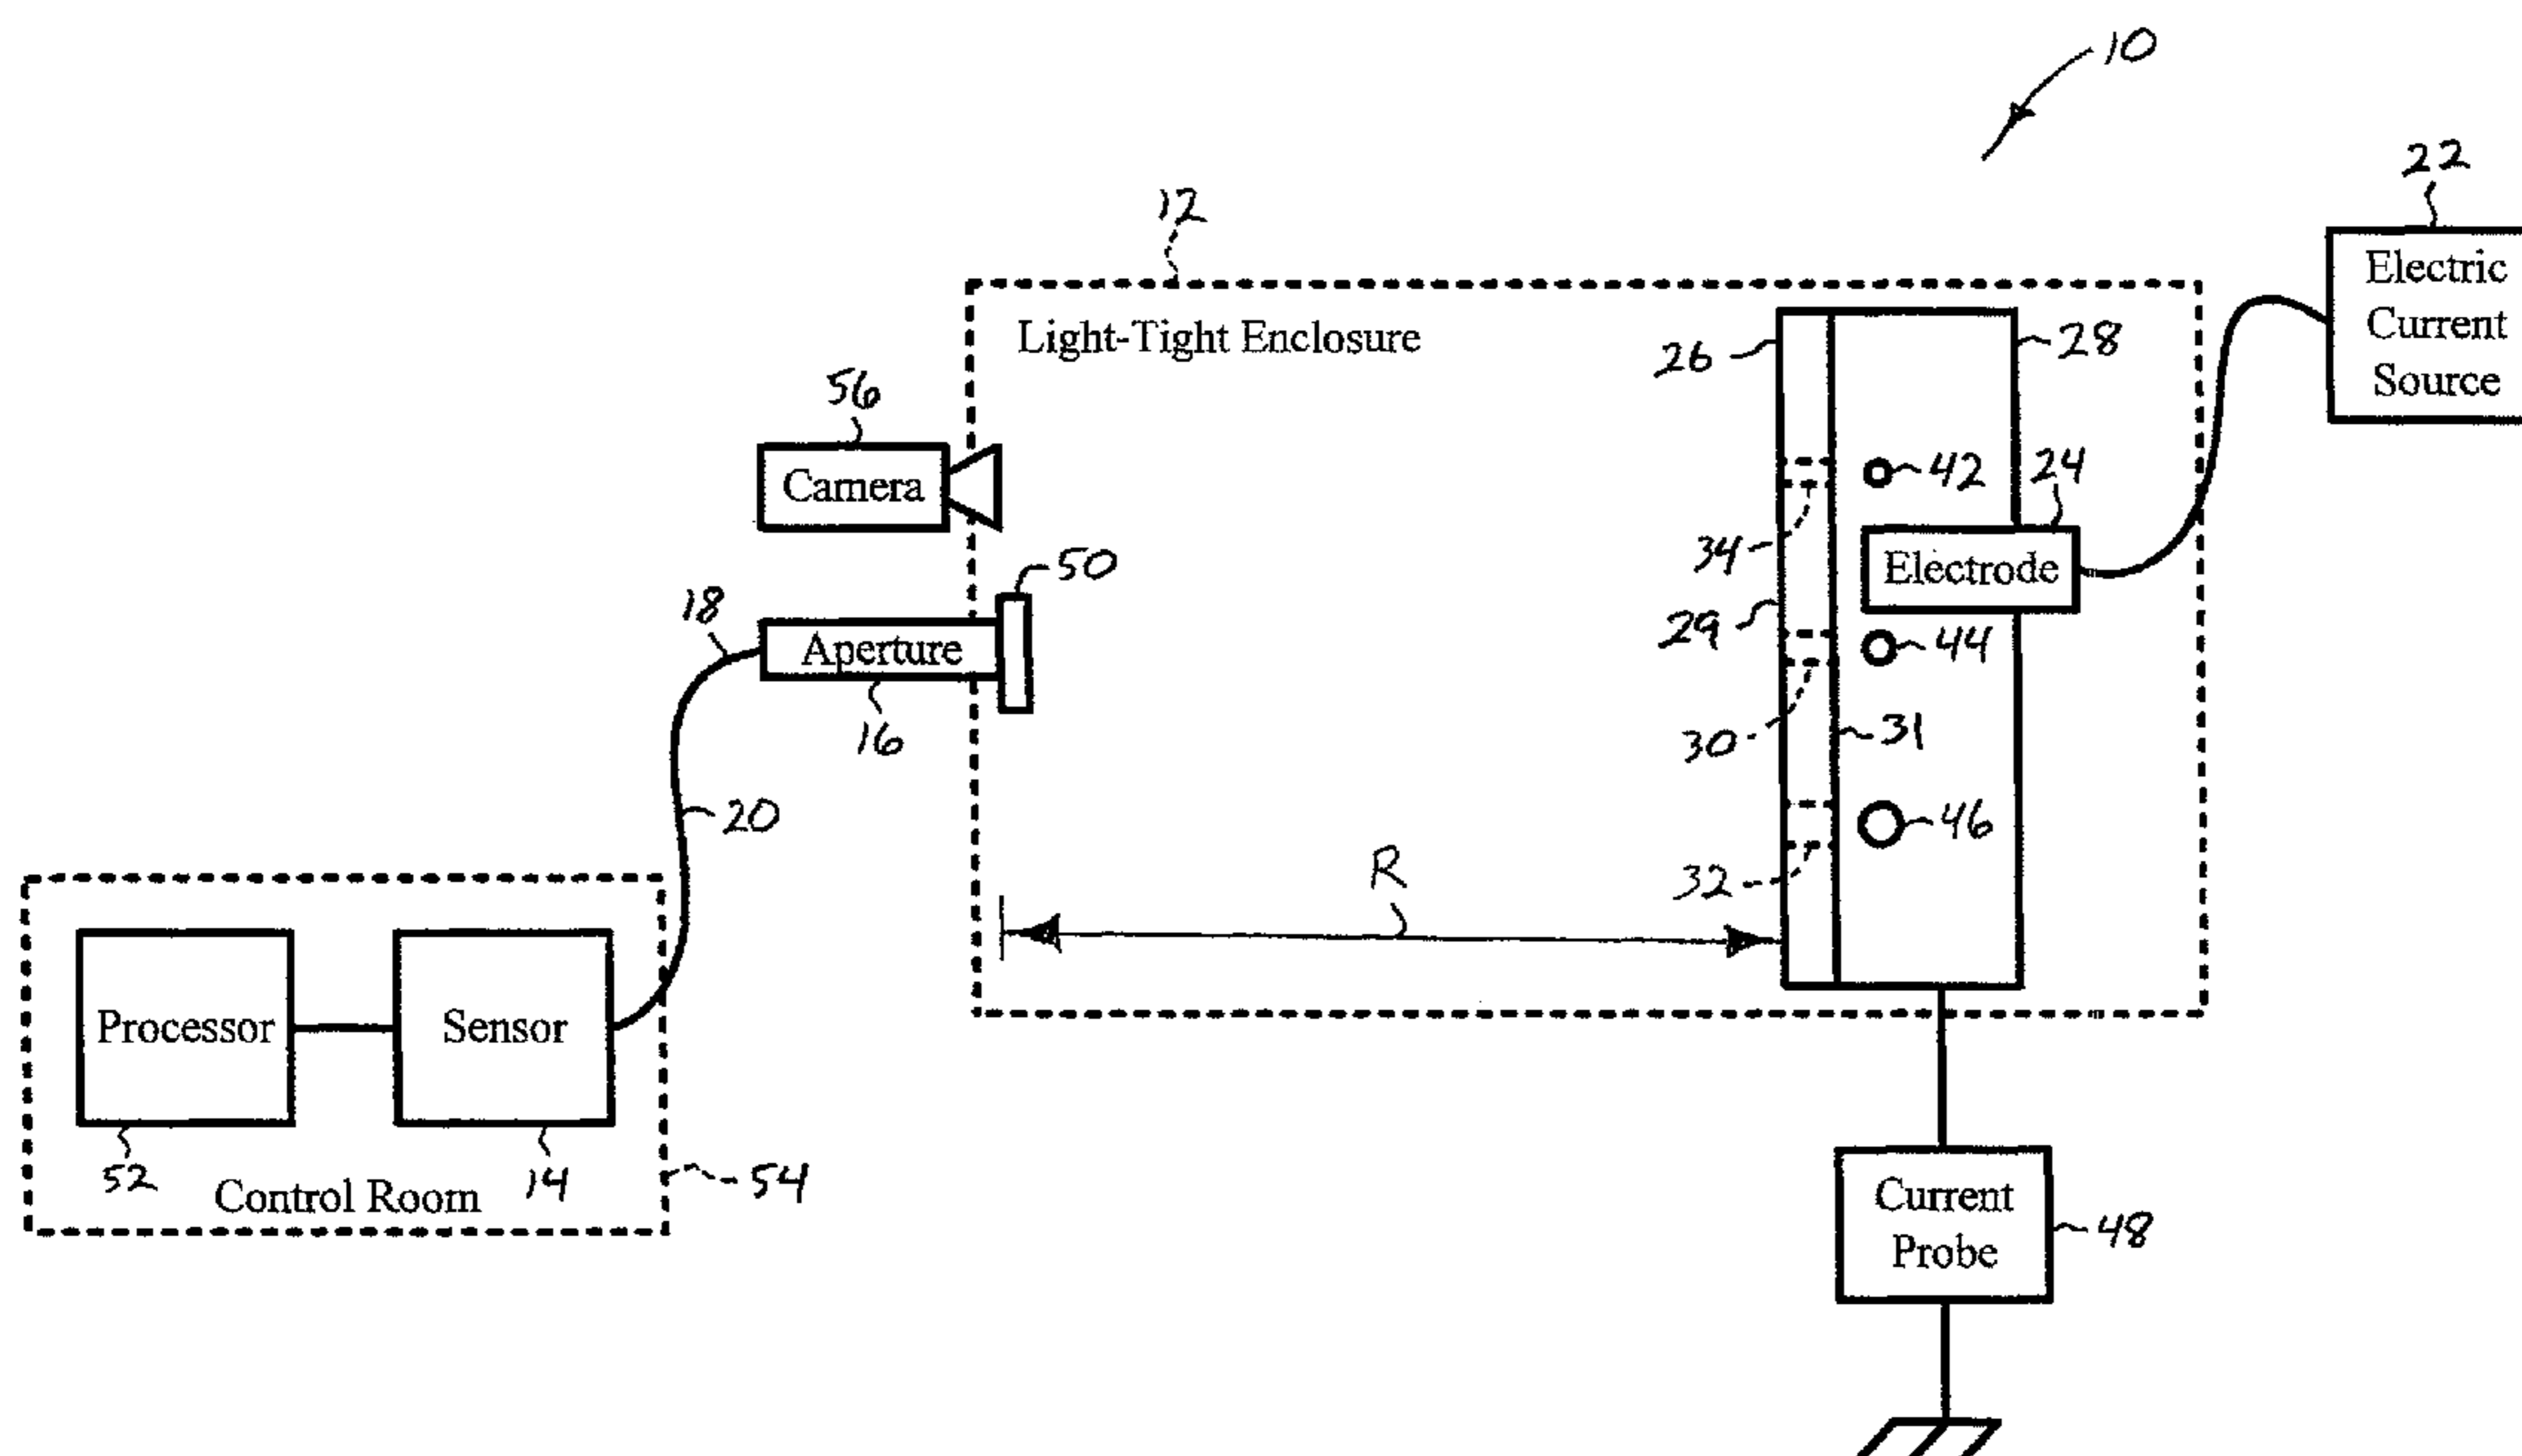 10
22
12
Electric
Current
Source
Light-Tight Enclosure
26
28
56
Camera
42
24
34
Electrode
50
18
29
Aperture
44
16
30
31
20
46
32
R
Processor
Sensor
52
14
54
Control Room
Current
Probe
48